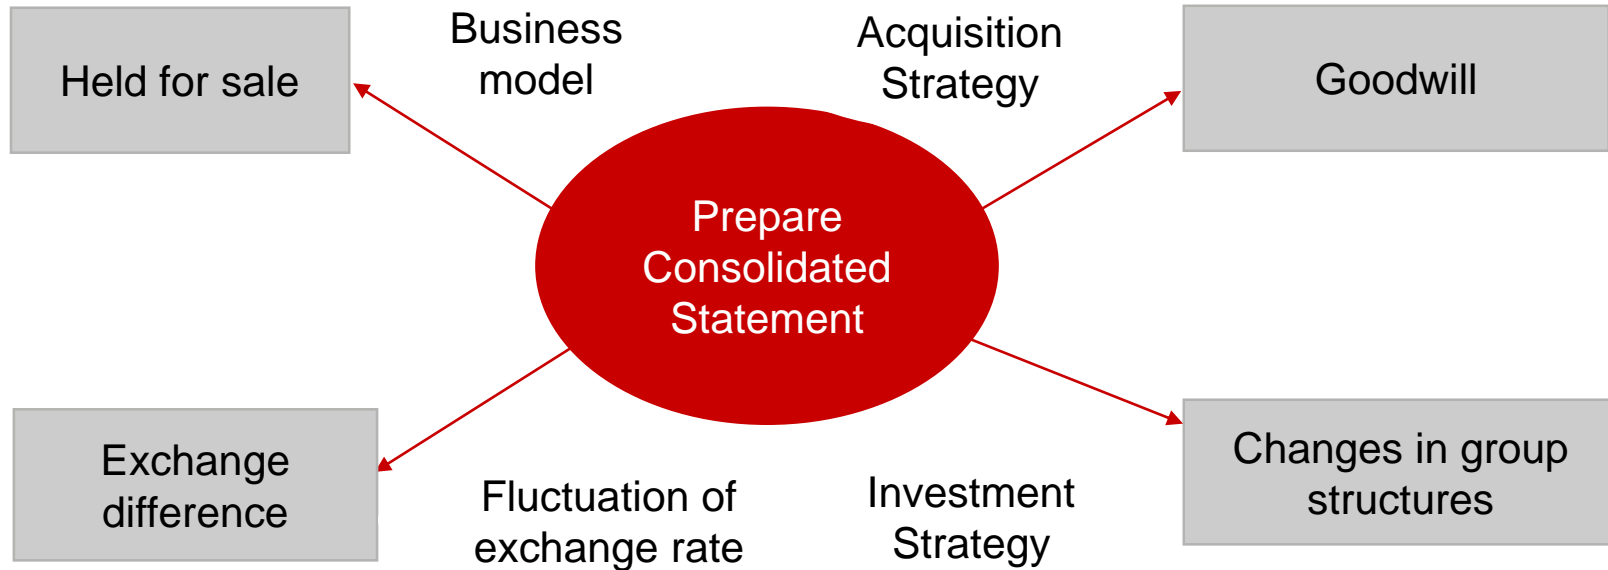 Held for sale
Business
model
Acquisition
Strategy
Goodwill
Prepare
Consolidated
Statement
Exchange
difference
Fluctuation of
exchange rate
Investment
Strategy
Changes in group
structures